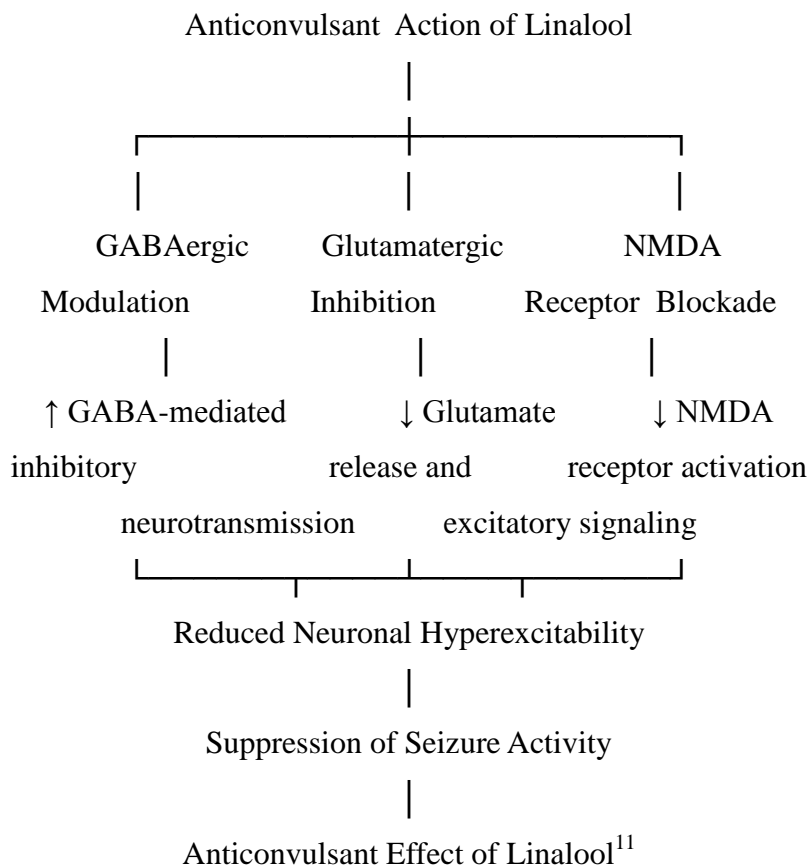 Anticonvulsant Action of Linalool
GABAergic Glutamatergic NMDA
Modulation Inhibition Receptor Blockade
↑ GABA-mediated ↓ Glutamate ↓ NMDA
inhibitory release and receptor activation
neurotransmission excitatory signaling
Reduced Neuronal Hyperexcitability
Suppression of Seizure Activity
Anticonvulsant Effect of Linalool¹¹